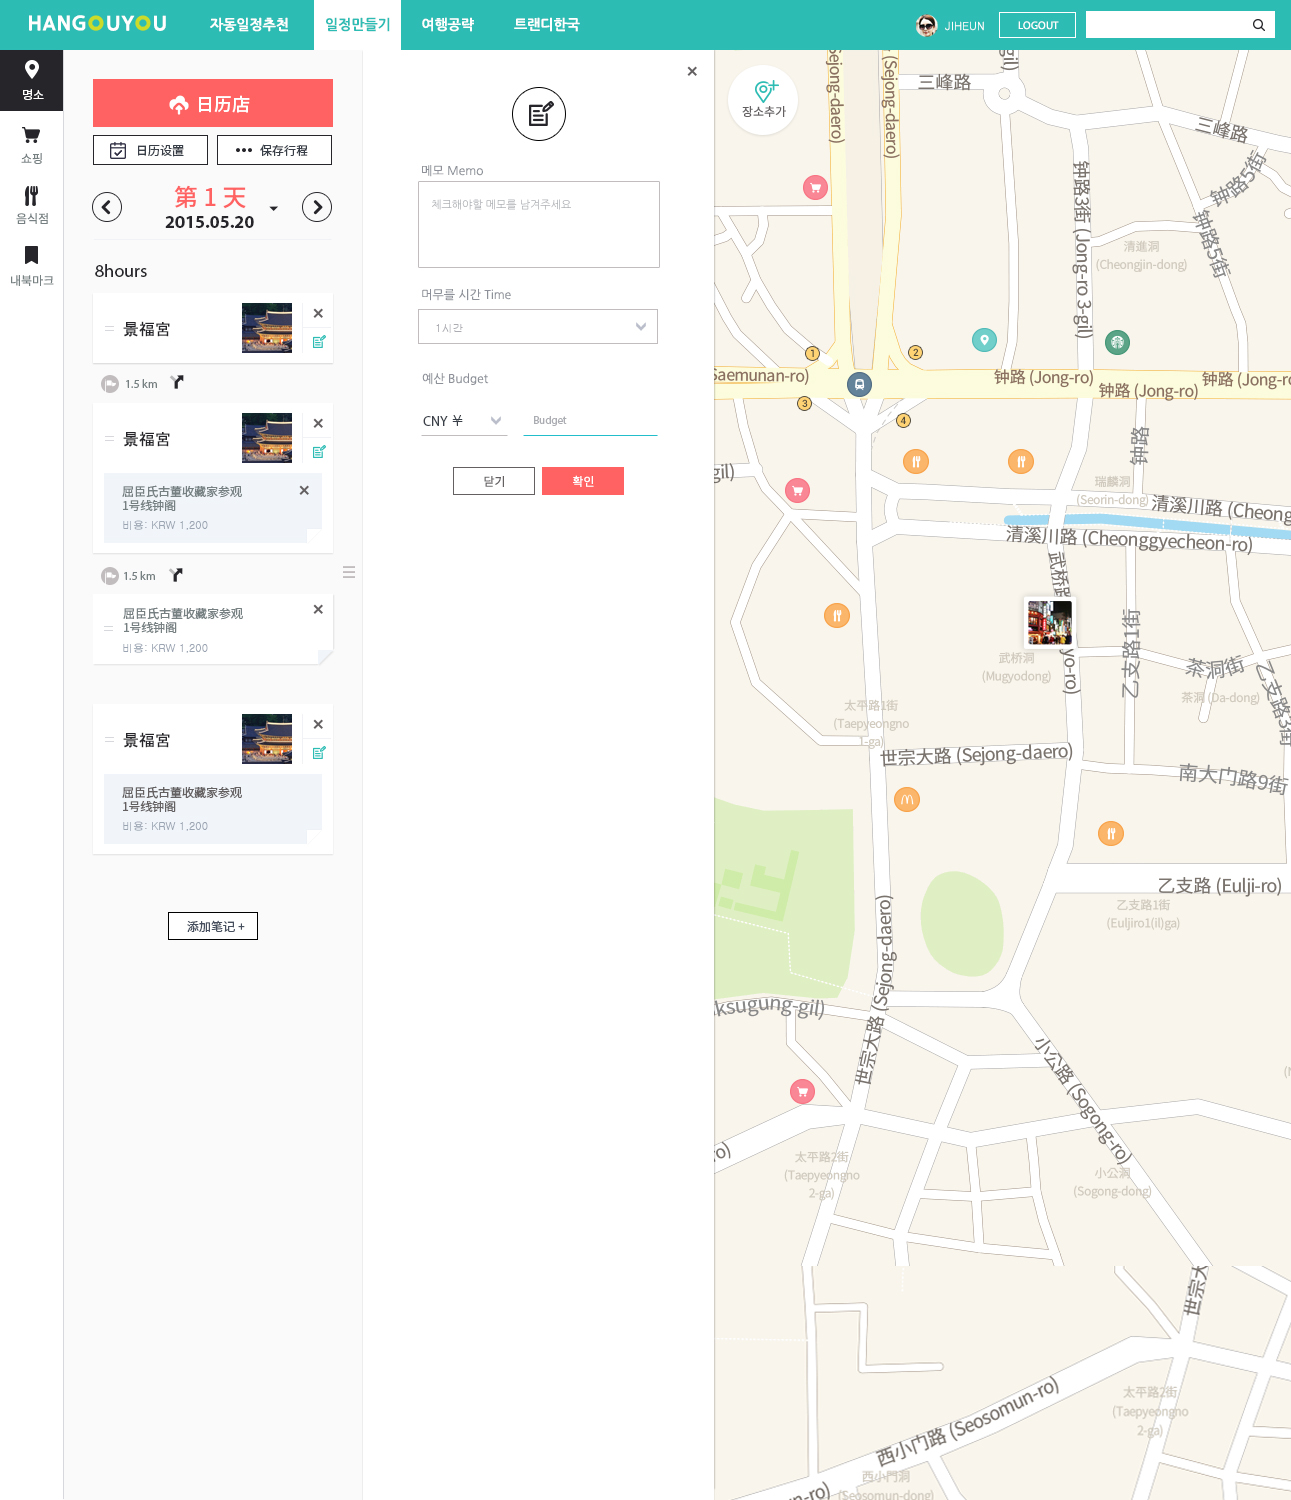 HANGOUYOU
자동일정추천
일정만들기
여행공략
트랜디한국
JIHEUN
LOGOUT
명소
쇼핑
음식점
내북마크
日历店
日历设置
保存行程
第 1 天
2015.05.20
8hours
景福宮
1.5 km
景福宮
屈臣氏古董收藏家参观
1号线钟阁
비용: KRW 1,200
1.5 km
屈臣氏古董收藏家参观
1号线钟阁
비용: KRW 1,200
景福宮
屈臣氏古董收藏家参观
1号线钟阁
비용: KRW 1,200
添加笔记 +
메모 Memo
체크해야할 메모를 남겨주세요
머무를 시간 Time
1시간
예산 Budget
CNY ¥
Budget
닫기
확인
장소추가
(Sejong-daero)
(Sejong-daero)
gil)
三峰路
三峰路
钟路5街
钟路5街
钟路3街 (Jong-ro 3-gil)
清進洞
(Cheongjin-dong)
1
2
3
4
Saemunan-ro)
钟路 (Jong-ro)
钟路 (Jong-ro)
钟路 (Jong-ro
钟路
gil)
瑞麟洞
(Seorin-dong)
清溪川路 (Cheong
清溪川路 (Cheonggyecheon-ro)
武桥路
yo-ro)
武桥洞
(Mugyodong)
乙支路1街
茶洞街
茶洞 (Da-dong)
乙支路3街
太平路1街
(Taepyeongno
1-ga)
世宗大路 (Sejong-daero)
南大门路9街
乙支路 (Eulji-ro)
乙支路1街
(Euljiro1(il)ga)
世宗大路 (Sejong-daero)
ksugung-gil)
小公路 (Sogong-ro)
ro)
太平路2街
(Taepyeongno
2-ga)
小公洞
(Sogong-dong)
世宗大
太平路2街
(Taepyeongno
2-ga)
西小门路 (Seosomun-ro)
西小門洞
(Seosomun-dong)
n-ro)